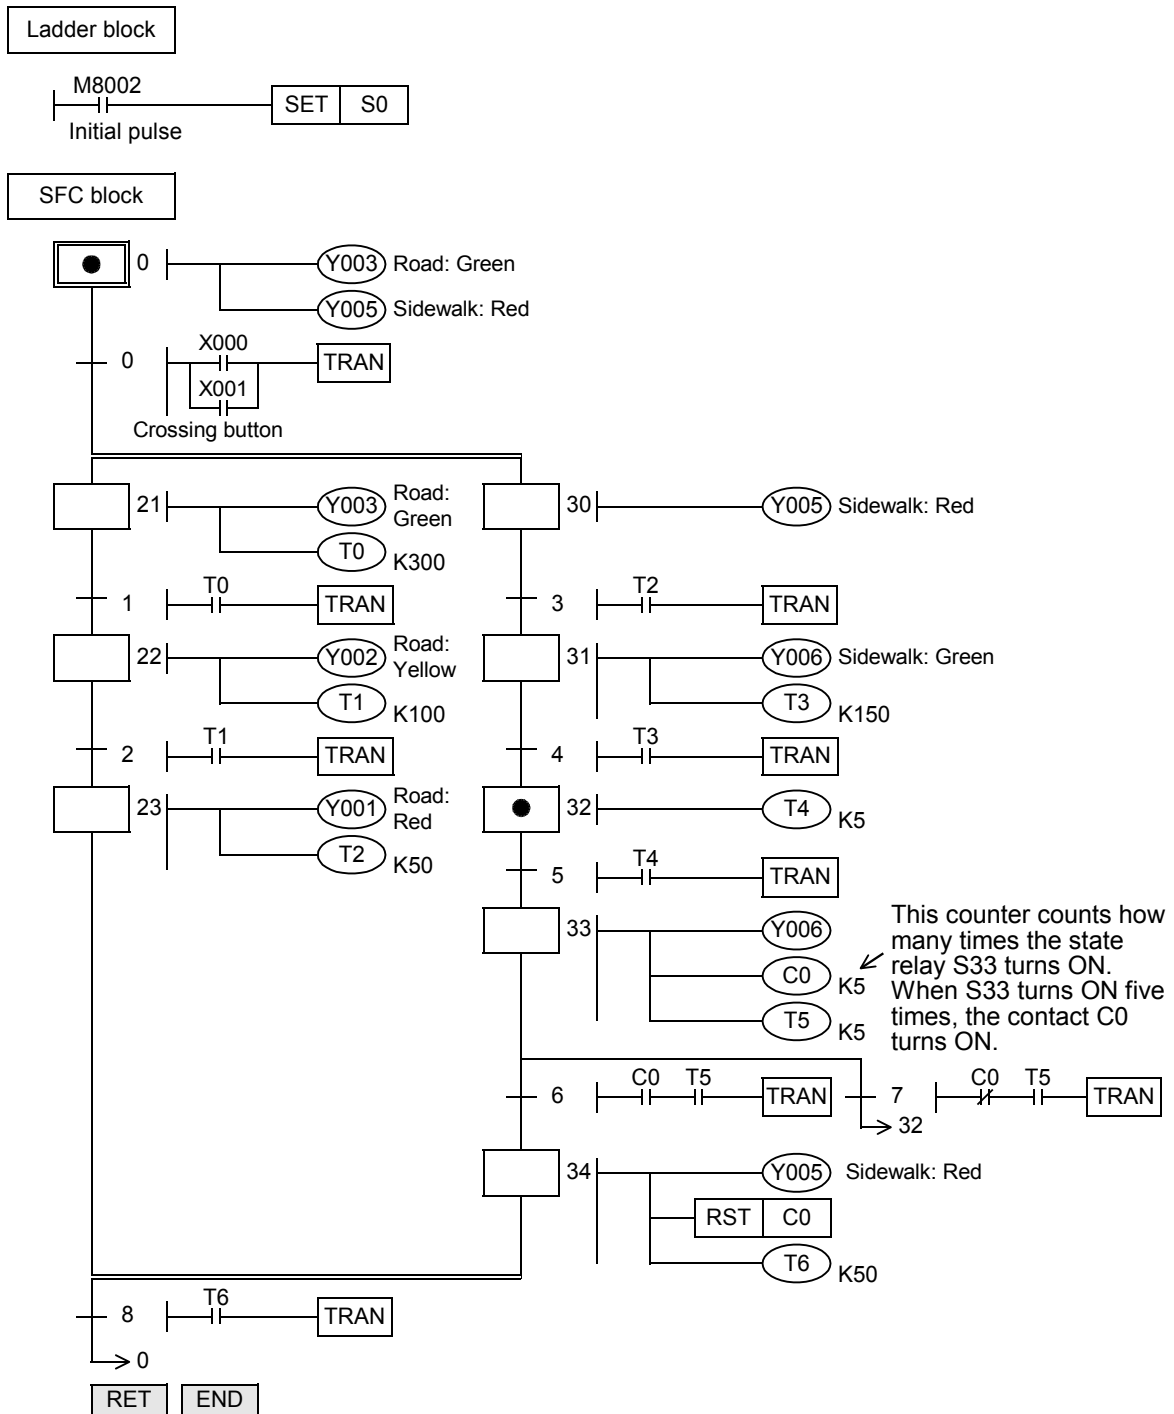 Ladder block
M8002
SET S0
Initial pulse
SFC block
0 Y003 Road: Green
Y005 Sidewalk: Red
0 X000 TRAN
X001
Crossing button
21 Y003 Road:
Green
T0 K300
30 Y005 Sidewalk: Red
1 T0 TRAN
3 T2 TRAN
22 Y002 Road:
Yellow
T1 K100
31 Y006 Sidewalk: Green
T3 K150
2 T1 TRAN
4 T3 TRAN
23 Y001 Road:
Red
T2 K50
32 T4 K5
5 T4 TRAN
33 Y006
C0 K5
T5 K5
This counter counts how
many times the state
relay S33 turns ON.
When S33 turns ON five
times, the contact C0
turns ON.
6 C0 T5 TRAN
7 C0 T5 TRAN
32
34 Y005 Sidewalk: Red
RST C0
T6 K50
8 T6 TRAN
0
RET END